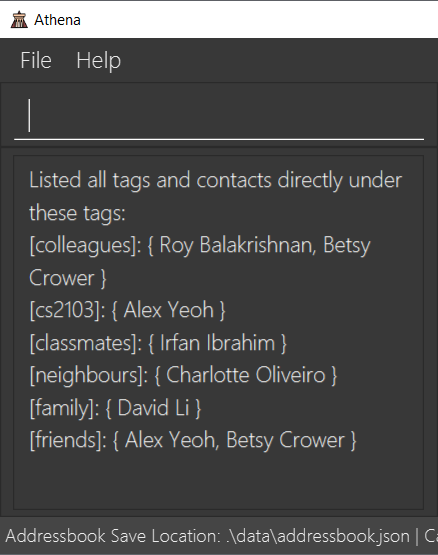 Athena
File Help
Listed all tags and contacts directly under
these tags:
[colleagues]: { Roy Balakrishnan, Betsy
Crower }
[cs2103]: { Alex Yeoh }
[classmates]: { Irfan Ibrahim }
[neighbours]: { Charlotte Oliveiro }
[family]: { David Li }
[friends]: { Alex Yeoh, Betsy Crower }
Addressbook Save Location: .\data\addressbook.json |